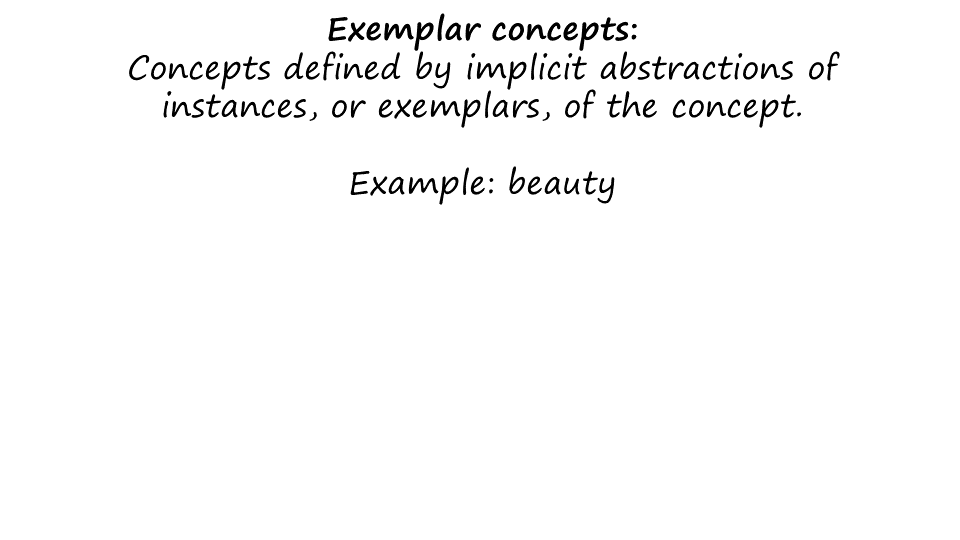 Exemplar concepts:
Concepts defined by implicit abstractions of
instances, or exemplars, of the concept.
Example: beauty